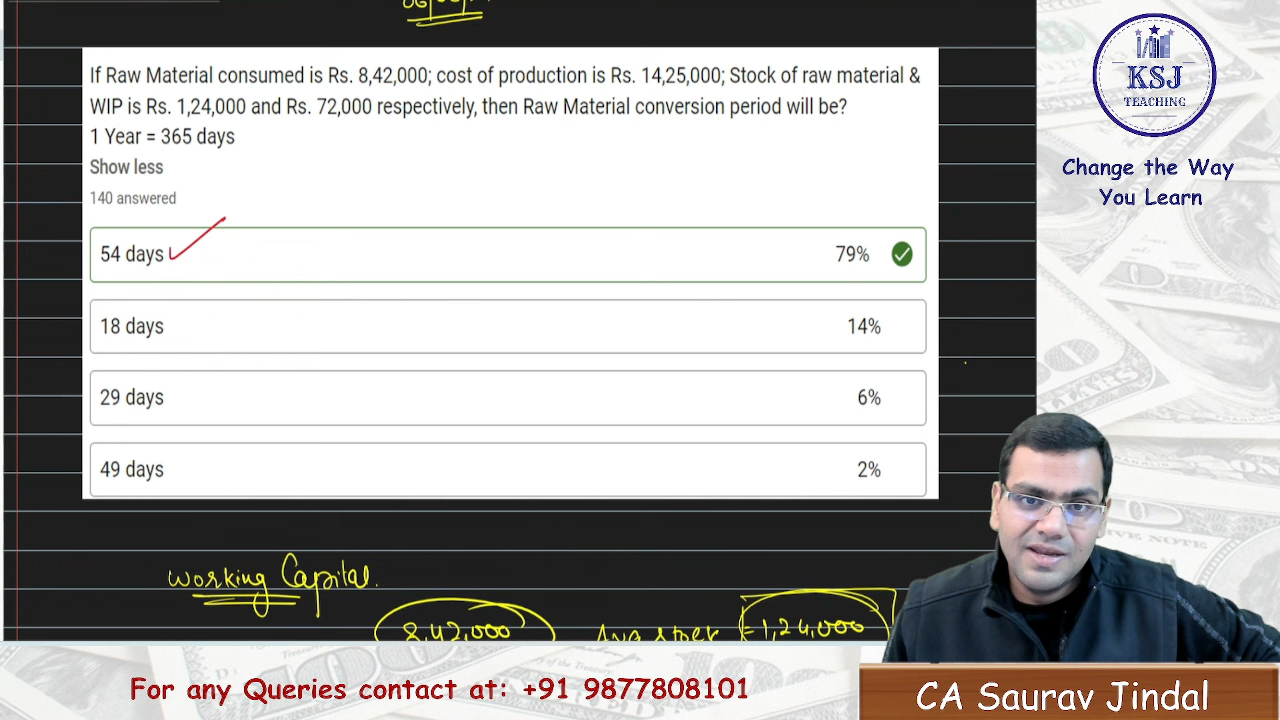 If Raw Material consumed is Rs. 8,42,000; cost of production is Rs. 14,25,000; Stock of raw material &
WIP is Rs. 1,24,000 and Rs. 72,000 respectively, then Raw Material conversion period will be?
1 Year = 365 days
Show less
140 answered
54 days 79%
18 days 14%
29 days 6%
49 days 2%
working Capital.
8,42,000 Avg stock = 1,24,000
KSJ
TEACHING
Change the Way
You Learn
For any Queries contact at: +91 9877808101
CA Saurav Jindal